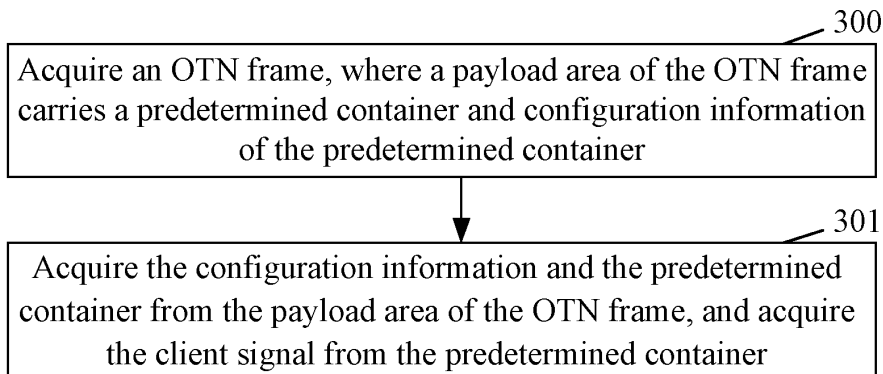 300
Acquire an OTN frame, where a payload area of the OTN frame
carries a predetermined container and configuration information
of the predetermined container
301
Acquire the configuration information and the predetermined
container from the payload area of the OTN frame, and acquire
the client signal from the predetermined container